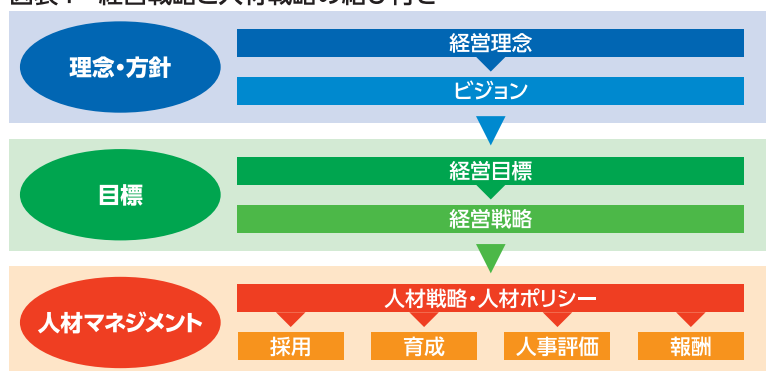 理念・方針
経営理念
ビジョン
目標
経営目標
経営戦略
人材マネジメント
人材戦略・人材ポリシー
採用
育成
人事評価
報酬